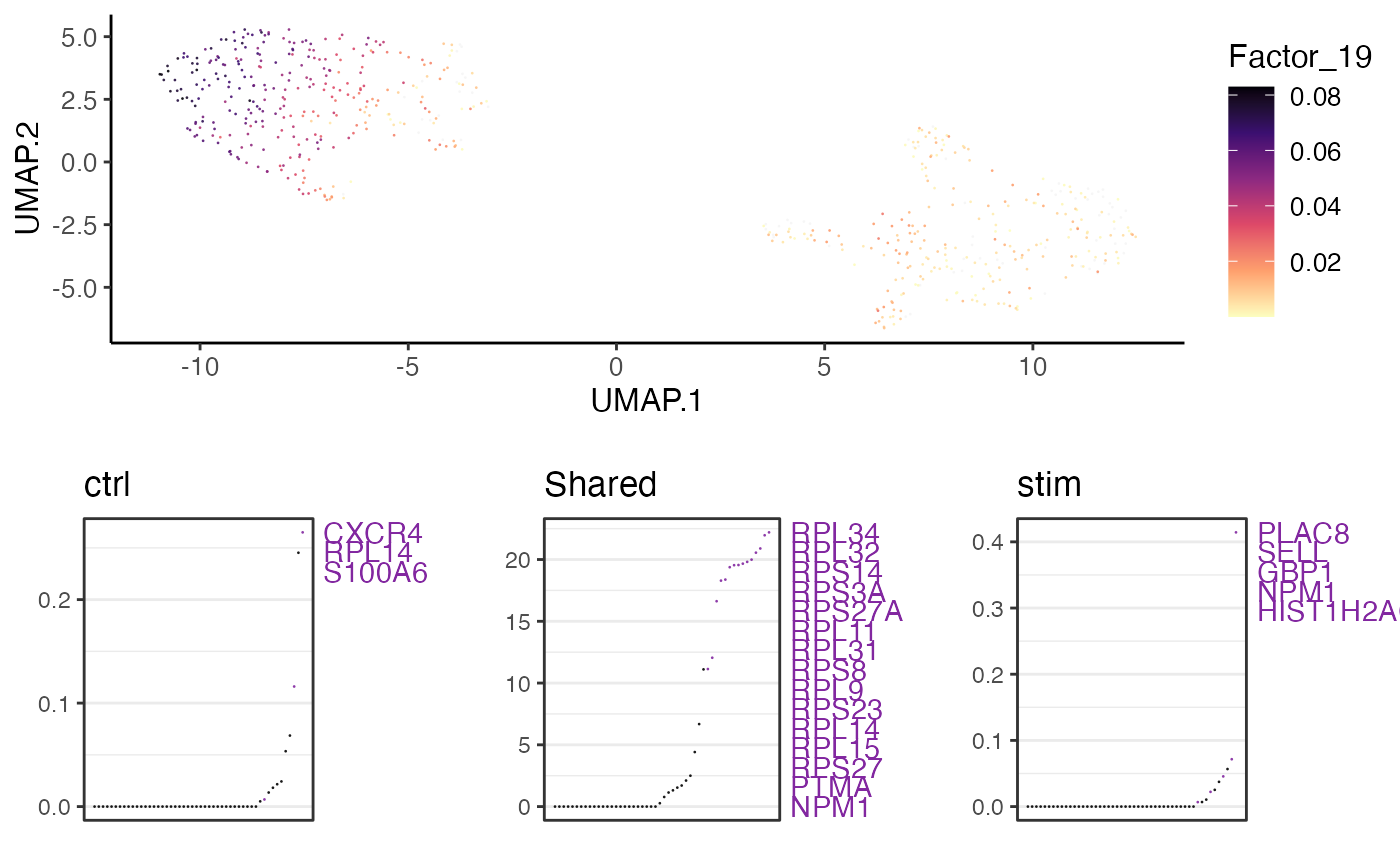 Factor_19
0.08
0.06
0.04
0.02
UMAP.2
5.0
2.5
0.0
-2.5
-5.0
-10
-5
0
5
10
UMAP.1
ctrl
0.2
0.1
0.0
CXCR4
RPL14
S100A6
Shared
20
15
10
5
0
RPL34
RPL32
RPS14
RPS3A
RPS27A
RPL11
RPL31
RPS8
RPL9
RPS23
RPL14
RPL15
RPS27
PTMA
NPM1
stim
0.4
0.3
0.2
0.1
0.0
PLAC8
SELL
GBP1
NPM1
HIST1H2A